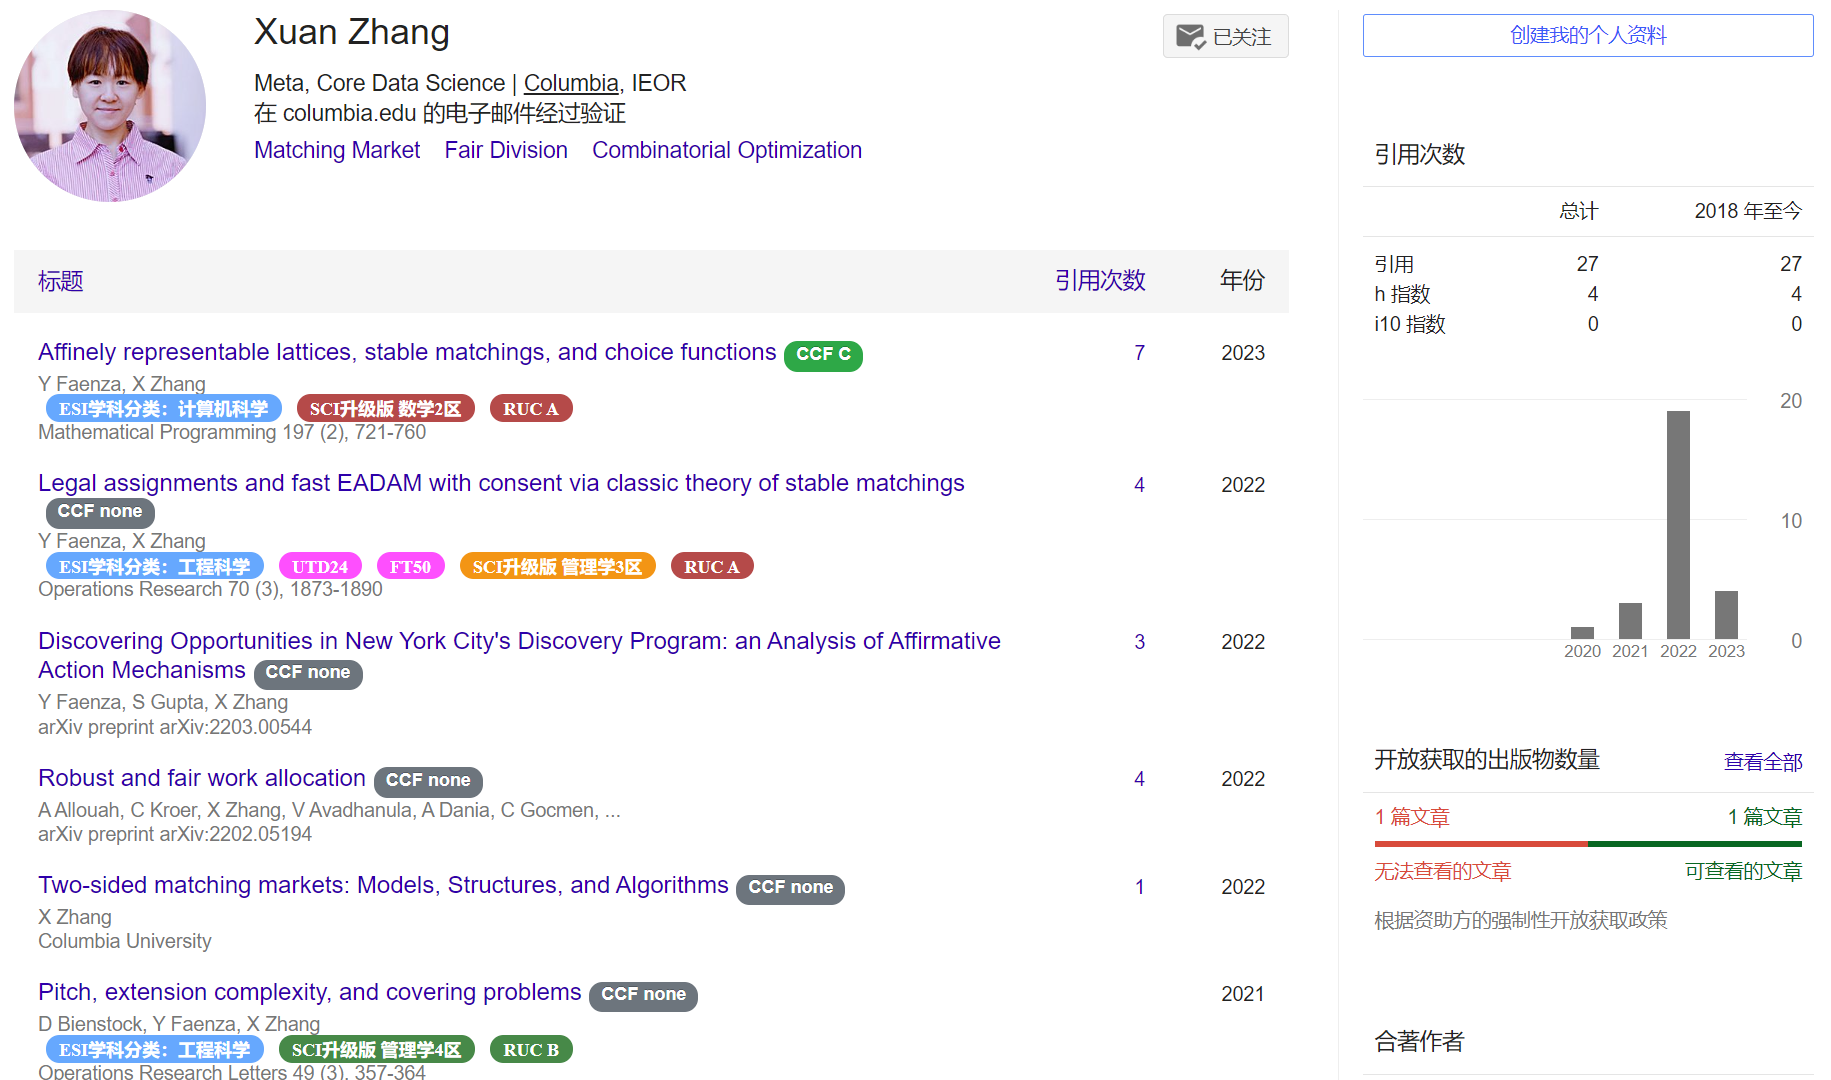 Xuan Zhang
已关注
Meta, Core Data Science | Columbia, IEOR
在 columbia.edu 的电子邮件经过验证
Matching Market Fair Division Combinatorial Optimization
标题 引用次数 年份
Affinely representable lattices, stable matchings, and choice functions CCF C 7 2023
Y Faenza, X Zhang
ESI学科分类：计算机科学 SCI升级版 数学2区 RUC A
Mathematical Programming 197 (2), 721-760
Legal assignments and fast EADAM with consent via classic theory of stable matchings 4 2022
CCF none
Y Faenza, X Zhang
ESI学科分类：工程科学 UTD24 FT50 SCI升级版 管理学3区 RUC A
Operations Research 70 (3), 1873-1890
Discovering Opportunities in New York City's Discovery Program: an Analysis of Affirmative 3 2022
Action Mechanisms CCF none
Y Faenza, S Gupta, X Zhang
arXiv preprint arXiv:2203.00544
Robust and fair work allocation CCF none 4 2022
A Allouah, C Kroer, X Zhang, V Avadhanula, A Dania, C Gocmen, ...
arXiv preprint arXiv:2202.05194
Two-sided matching markets: Models, Structures, and Algorithms CCF none 1 2022
X Zhang
Columbia University
Pitch, extension complexity, and covering problems CCF none 2021
D Bienstock, Y Faenza, X Zhang
ESI学科分类：工程科学 SCI升级版 管理学4区 RUC B
Operations Research Letters 49 (3), 357-364
创建我的个人资料
引用次数
总计 2018 年至今
引用 27 27
h 指数 4 4
i10 指数 0 0
20
10
0
2020 2021 2022 2023
开放获取的出版物数量 查看全部
1 篇文章 1 篇文章
无法查看的文章 可查看的文章
根据资助方的强制性开放获取政策
合著作者